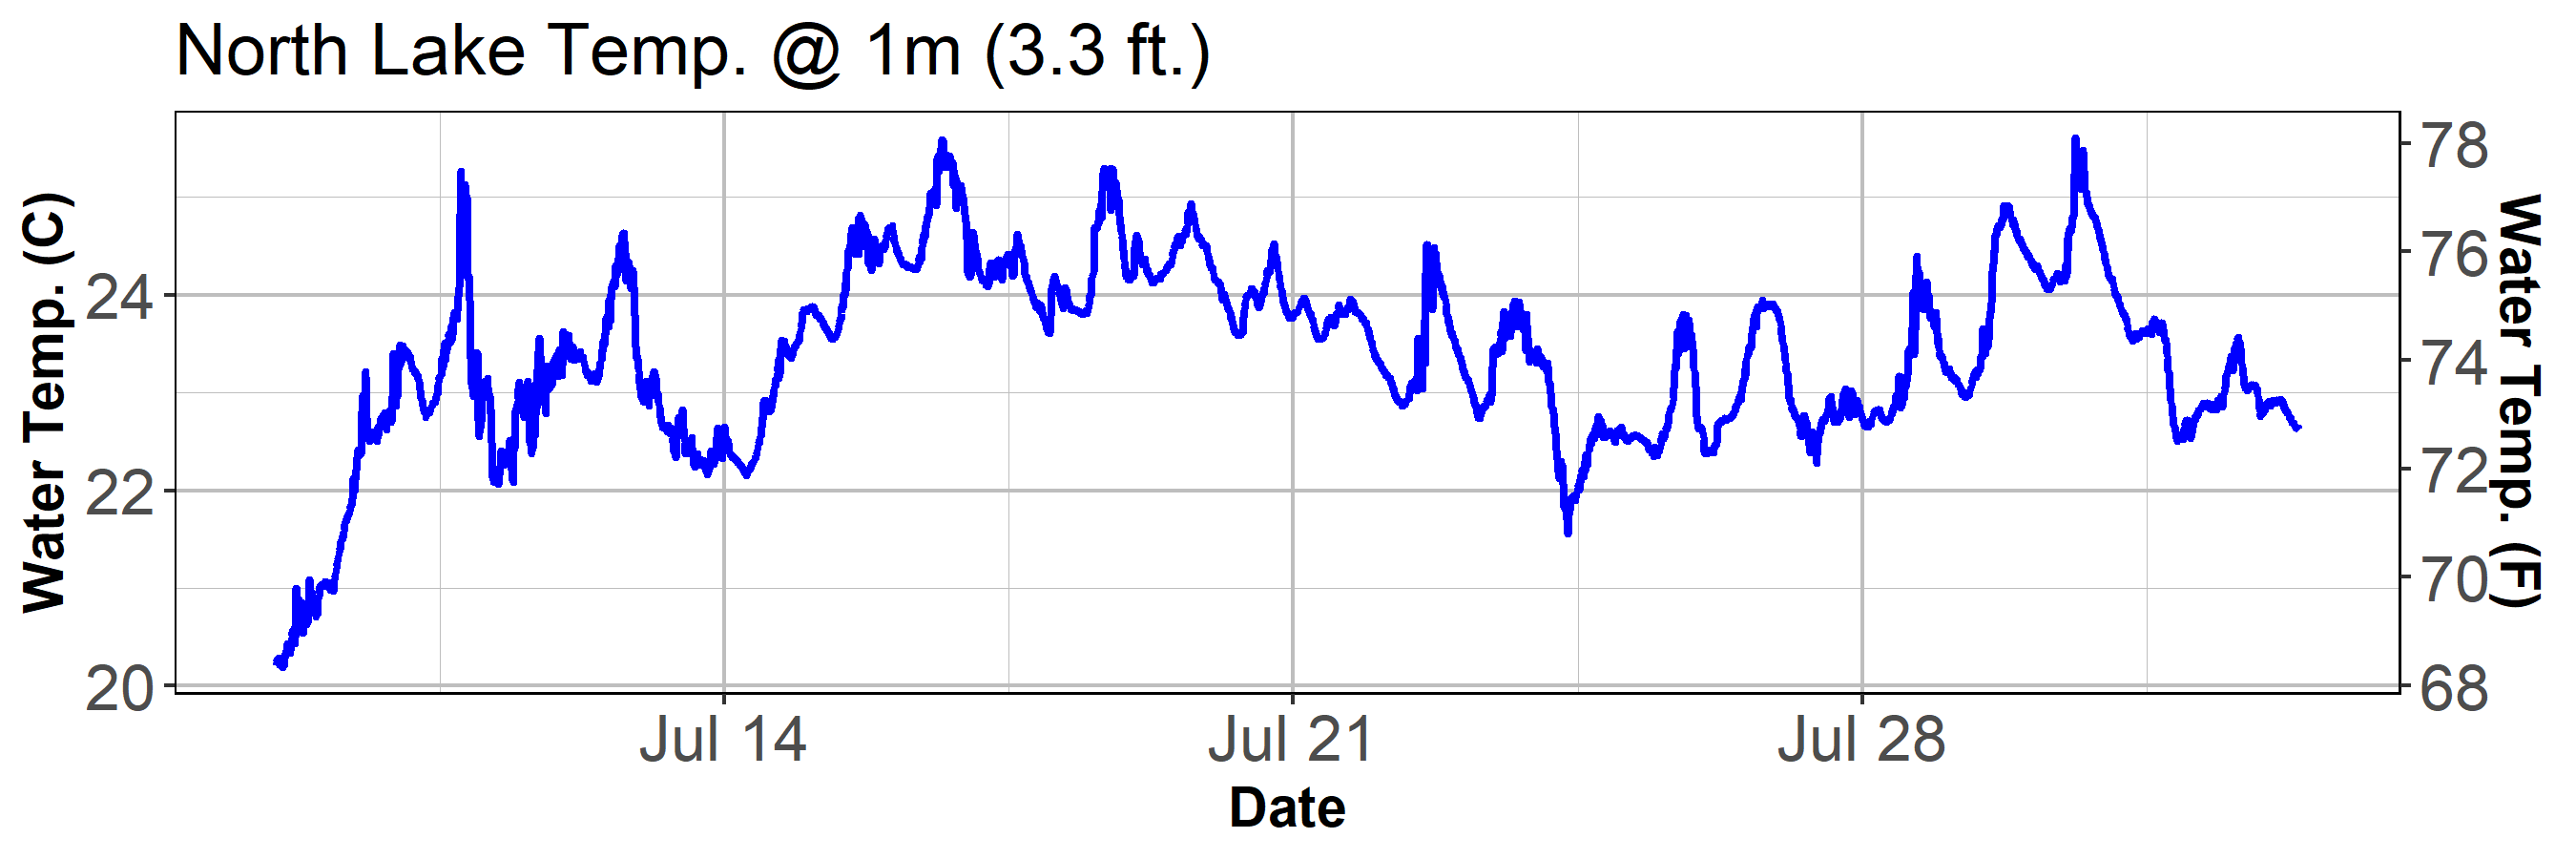 North Lake Temp. @ 1m (3.3 ft.)
Water Temp. (C)
24
22
20
78
76
74
72
70
68
Water Temp. (F)
Jul 14
Jul 21
Jul 28
Date